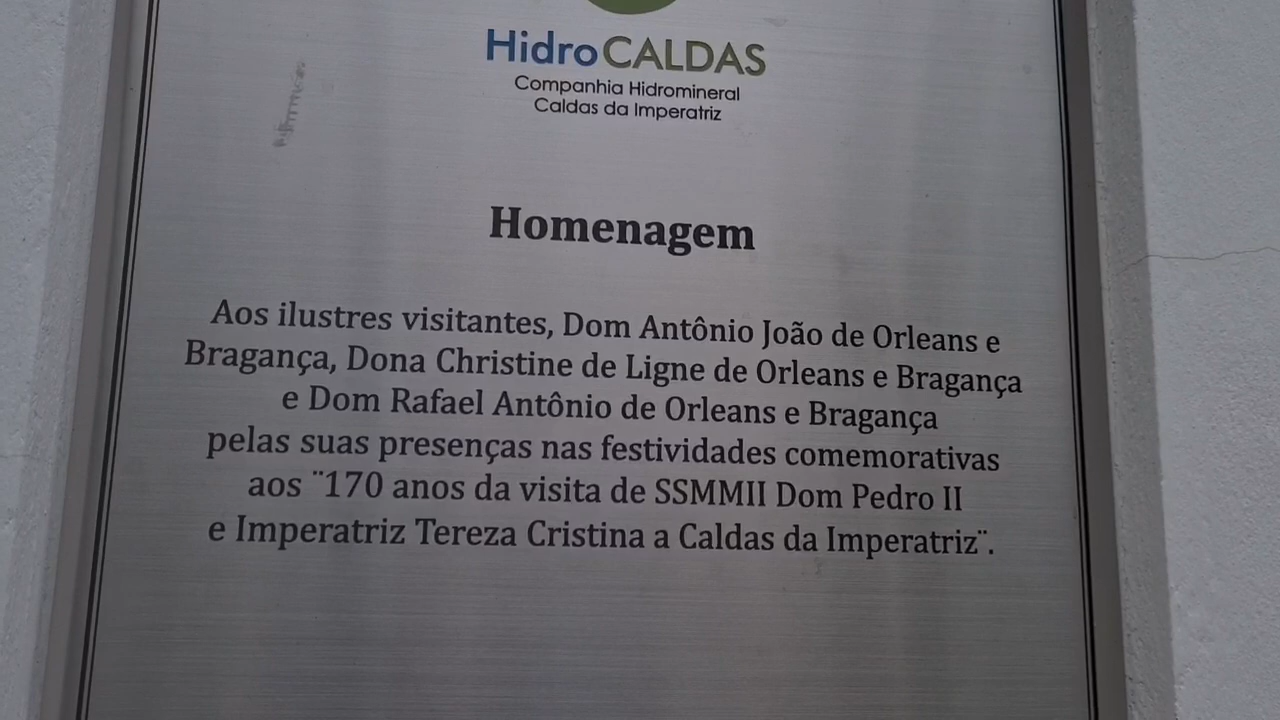 HidroCALDAS
Companhia Hidromineral
Caldas da Imperatriz
Homenagem
Aos ilustres visitantes, Dom Antônio João de Orleans e
Bragança, Dona Christine de Ligne de Orleans e Bragança
e Dom Rafael Antônio de Orleans e Bragança
pelas suas presenças nas festividades comemorativas
aos ¨170 anos da visita de SSMMII Dom Pedro II
e Imperatriz Tereza Cristina a Caldas da Imperatriz¨.